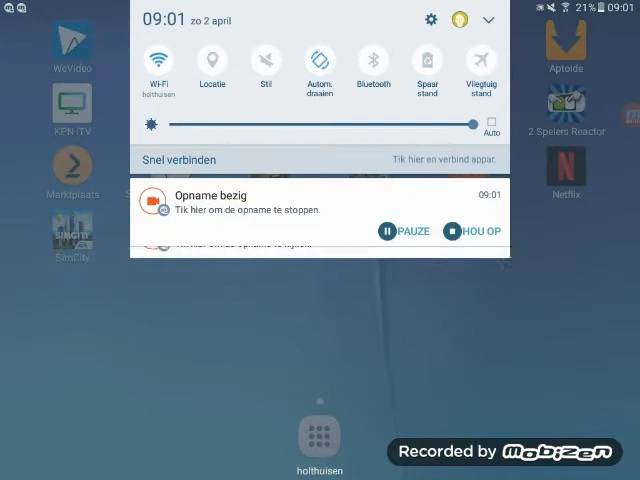 09:01 zo 2 april
21% 09:01
WeVideo
Aptoide
Wi-Fi
holthuisen
Locatie
Stil
Autom. draaien
Bluetooth
Spaar stand
Vliegtuig stand
KPN iTV
2 Spelers Reactor
Auto
Snel verbinden
Tik hier en verbind appar.
Marktplaats
Netflix
Opname bezig
09:01
Tik hier om de opname te stoppen.
PAUZE
HOU OP
SIMCITY
SimCity
Recorded by Mobizen
holthuisen